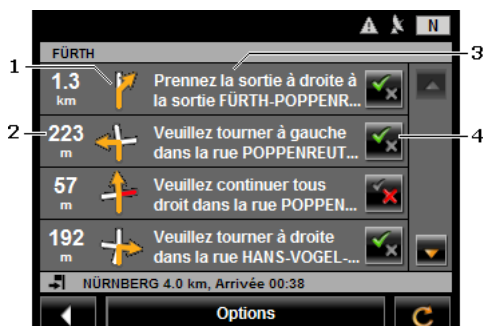 N
FÜRTH
1
3
1.3
km
Prennez la sortie à droite à
la sortie FÜRTH-POPPENR...
2
223
m
Veuillez tourner à gauche
dans la rue POPPENREUT...
4
57
m
Veuillez continuer tous
droit dans la rue POPPEN...
192
m
Veuillez tourner à droite
dans la rue HANS-VOGEL-...
NÜRNBERG 4.0 km, Arrivée 00:38
Options